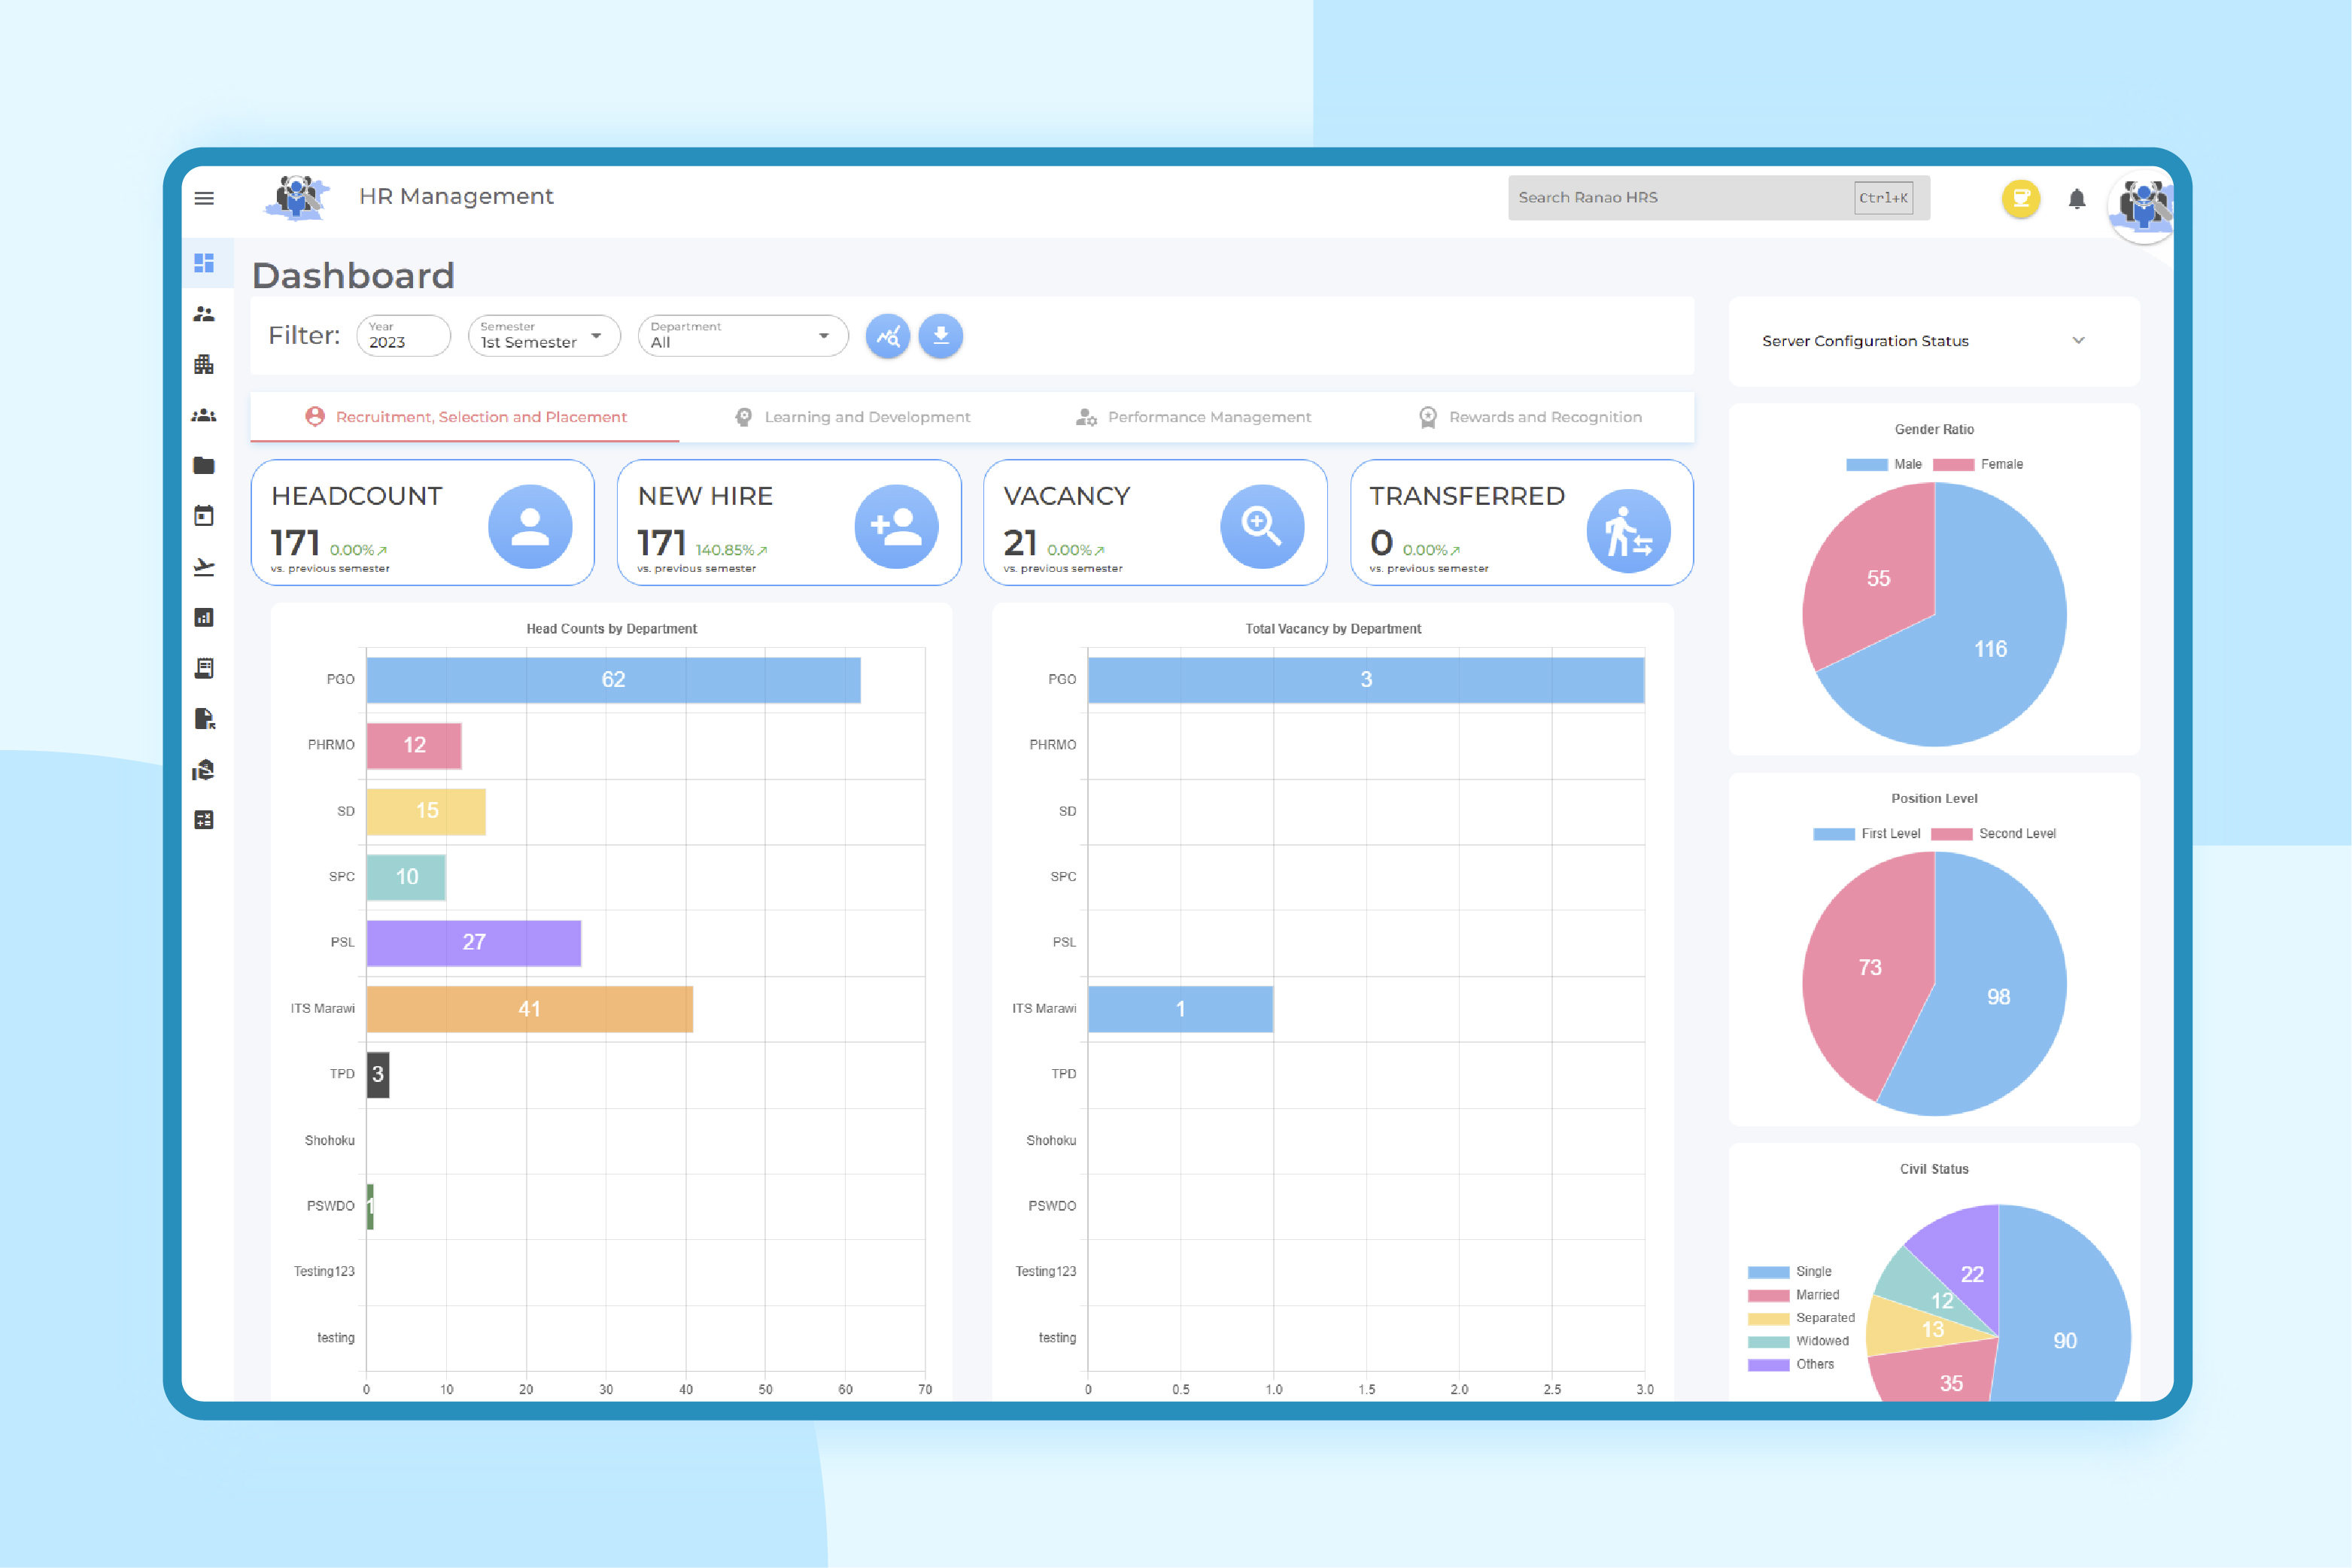 HR Management
Search Ranao HRS
Ctrl+K
Dashboard
Filter:
Year
2023
Semester
1st Semester
Department
All
Server Configuration Status
Recruitment, Selection and Placement
Learning and Development
Performance Management
Rewards and Recognition
HEADCOUNT
171 0.00%
vs. previous semester
NEW HIRE
171 140.85%
vs. previous semester
VACANCY
21 0.00%
vs. previous semester
TRANSFERRED
0 0.00%
vs. previous semester
Head Counts by Department
PGO 62
PHRMO 12
SD 15
SPC 10
PSL 27
ITS Marawi 41
TPD 3
Shohoku
PSWDO 1
Testing123
testing
0 10 20 30 40 50 60 70
Total Vacancy by Department
PGO 3
PHRMO
SD
SPC
PSL
ITS Marawi 1
TPD
Shohoku
PSWDO
Testing123
testing
0 0.5 1.0 1.5 2.0 2.5 3.0
Gender Ratio
Male Female
55
116
Position Level
First Level Second Level
73
98
Civil Status
Single
Married
Separated
Widowed
Others
22
12
13
90
35